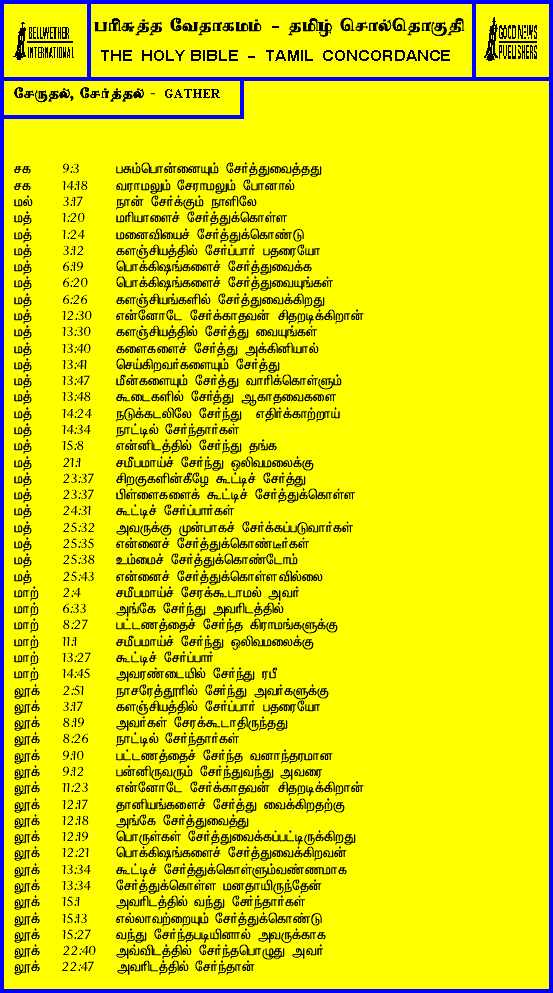 BELLWETHER
INTERNATIONAL
பரிசுத்த வேதாகமம் - தமிழ் சொல்தொகுதி
THE HOLY BIBLE - TAMIL CONCORDANCE
GOOD NEWS
PUBLISHERS
சேருதல், சேர்த்தல் - GATHER
சக 9:3 பசும்பொன்னையும் சேர்த்துவைத்தது
சக 14:18 வராமலும் சேராமலும் போனால்
மல் 3:17 நான் சேர்க்கும் நாளிலே
மத் 1:20 மரியாளைச் சேர்த்துக்கொள்ள
மத் 1:24 மனைவியைச் சேர்த்துக்கொண்டு
மத் 3:12 களஞ்சியத்தில் சேர்ப்பார் பதரையோ
மத் 6:19 பொக்கிஷங்களைச் சேர்த்துவைக்க
மத் 6:20 பொக்கிஷங்களைச் சேர்த்துவையுங்கள்
மத் 6:26 களஞ்சியங்களில் சேர்த்துவைக்கிறது
மத் 12:30 என்னோடே சேர்க்காதவன் சிதறடிக்கிறான்
மத் 13:30 களஞ்சியத்தில் சேர்த்து வையுங்கள்
மத் 13:40 களைகளைச் சேர்த்து அக்கினியால்
மத் 13:41 செய்கிறவர்களையும் சேர்த்து
மத் 13:47 மீன்களையும் சேர்த்து வாரிக்கொள்ளும்
மத் 13:48 கூடைகளில் சேர்த்து ஆகாதவைகளை
மத் 14:24 நடுக்கடலிலே சேர்ந்து எதிர்க்காற்றாய்
மத் 14:34 நாட்டில் சேர்ந்தார்கள்
மத் 15:8 என்னிடத்தில் சேர்ந்து தங்க
மத் 21:1 சமீபமாய்ச் சேர்ந்து ஒலிவமலைக்கு
மத் 23:37 சிறகுகளின்கீழே கூட்டிச் சேர்த்து
மத் 23:37 பிள்ளைகளைக் கூட்டிச் சேர்த்துக்கொள்ள
மத் 24:31 கூட்டிச் சேர்ப்பார்கள்
மத் 25:32 அவருக்கு முன்பாகச் சேர்க்கப்படுவார்கள்
மத் 25:35 என்னைச் சேர்த்துக்கொண்டீர்கள்
மத் 25:38 உம்மைச் சேர்த்துக்கொண்டோம்
மத் 25:43 என்னைச் சேர்த்துக்கொள்ளவில்லை
மாற் 2:4 சமீபமாய்ச் சேரக்கூடாமல் அவர்
மாற் 6:33 அங்கே சேர்ந்து அவரிடத்தில்
மாற் 8:27 பட்டணத்தைச் சேர்ந்த கிராமங்களுக்கு
மாற் 11:1 சமீபமாய்ச் சேர்ந்து ஒலிவமலைக்கு
மாற் 13:27 கூட்டிச் சேர்ப்பார்
மாற் 14:45 அவரண்டையில் சேர்ந்து ரபீ
லூக் 2:51 நாசரேத்தூரில் சேர்ந்து அவர்களுக்கு
லூக் 3:17 களஞ்சியத்தில் சேர்ப்பார் பதரையோ
லூக் 8:19 அவர்கள் சேரக்கூடாதிருந்தது
லூக் 8:26 நாட்டில் சேர்ந்தார்கள்
லூக் 9:10 பட்டணத்தைச் சேர்ந்த வனாந்தரமான
லூக் 9:12 பன்னிருவரும் சேர்ந்துவந்து அவரை
லூக் 11:23 என்னோடே சேர்க்காதவன் சிதறடிக்கிறான்
லூக் 12:17 தானியங்களைச் சேர்த்து வைக்கிறதற்கு
லூக் 12:18 அங்கே சேர்த்துவைத்து
லூக் 12:19 பொருள்கள் சேர்த்துவைக்கப்பட்டிருக்கிறது
லூக் 12:21 பொக்கிஷங்களைச் சேர்த்துவைக்கிறவன்
லூக் 13:34 கூட்டிச் சேர்த்துக்கொள்ளும்வண்ணமாக
லூக் 13:34 சேர்த்துக்கொள்ள மனதாயிருந்தேன்
லூக் 15:1 அவரிடத்தில் வந்து சேர்ந்தார்கள்
லூக் 15:13 எல்லாவற்றையும் சேர்த்துக்கொண்டு
லூக் 15:27 வந்து சேர்ந்தபடியினால் அவருக்காக
லூக் 22:40 அவ்விடத்தில் சேர்ந்தபொழுது அவர்
லூக் 22:47 அவரிடத்தில் சேர்ந்தான்